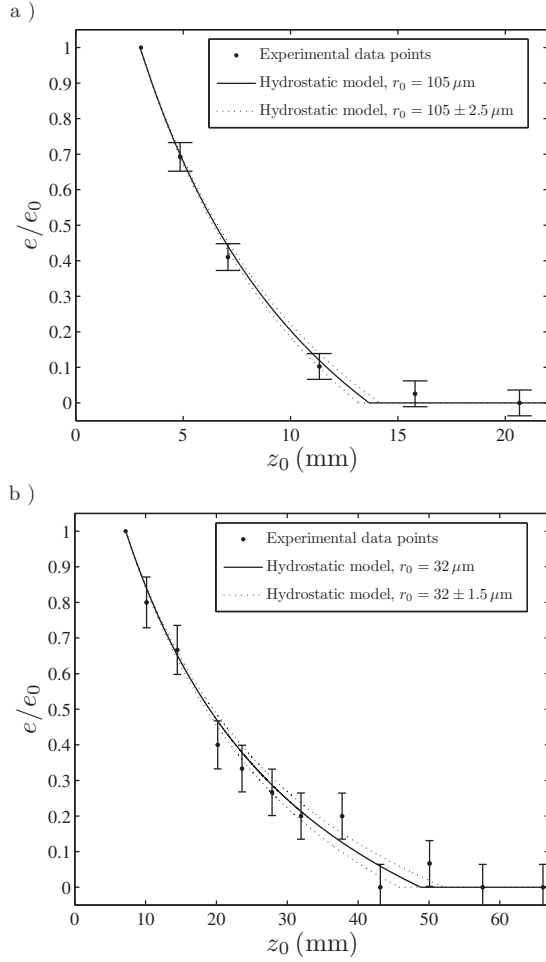 a )
1
0.9
0.8
0.7
0.6
0.5
0.4
0.3
0.2
0.1
0
e/e₀
Experimental data points
Hydrostatic model, r₀ = 105 μm
Hydrostatic model, r₀ = 105 ± 2.5 μm
0 5 10 15 20
z₀ (mm)
b )
1
0.9
0.8
0.7
0.6
0.5
0.4
0.3
0.2
0.1
0
e/e₀
Experimental data points
Hydrostatic model, r₀ = 32 μm
Hydrostatic model, r₀ = 32 ± 1.5 μm
0 10 20 30 40 50 60
z₀ (mm)